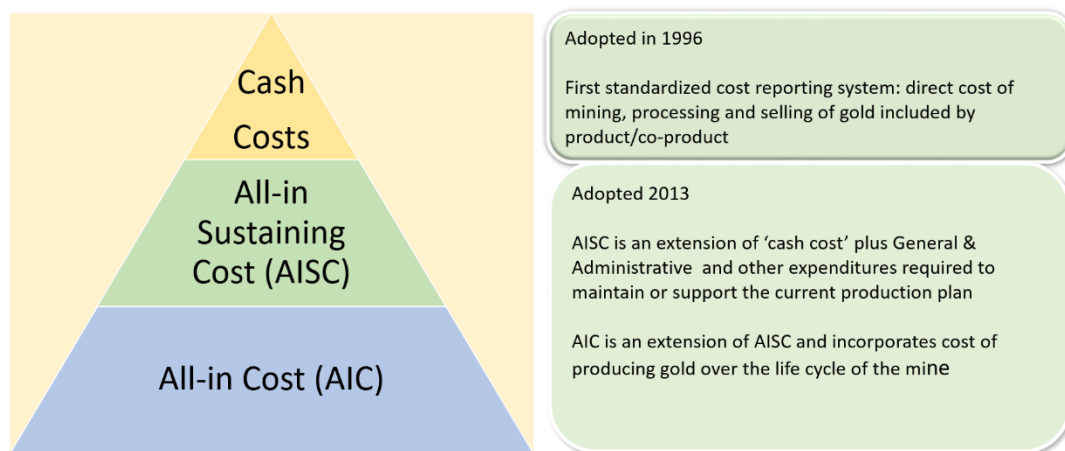 Cash
Costs
All-in
Sustaining
Cost (AISC)
All-in Cost (AIC)
Adopted in 1996
First standardized cost reporting system: direct cost of
mining, processing and selling of gold included by
product/co-product
Adopted 2013
AISC is an extension of ‘cash cost’ plus General &
Administrative and other expenditures required to
maintain or support the current production plan
AIC is an extension of AISC and incorporates cost of
producing gold over the life cycle of the mine